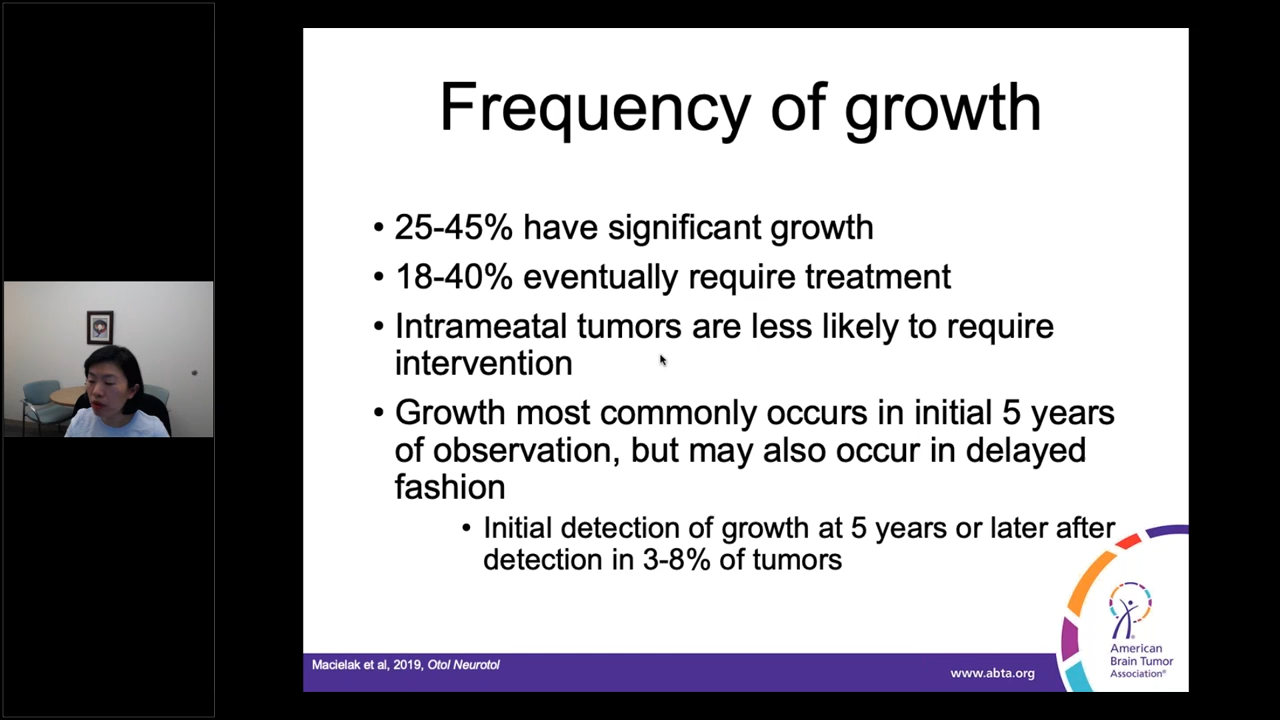 Frequency of growth
• 25-45% have significant growth
• 18-40% eventually require treatment
• Intrameatal tumors are less likely to require
intervention
• Growth most commonly occurs in initial 5 years
of observation, but may also occur in delayed
fashion
• Initial detection of growth at 5 years or later after
detection in 3-8% of tumors
Macielak et al, 2019, Otol Neurotol
www.abta.org
American
Brain Tumor
Association®